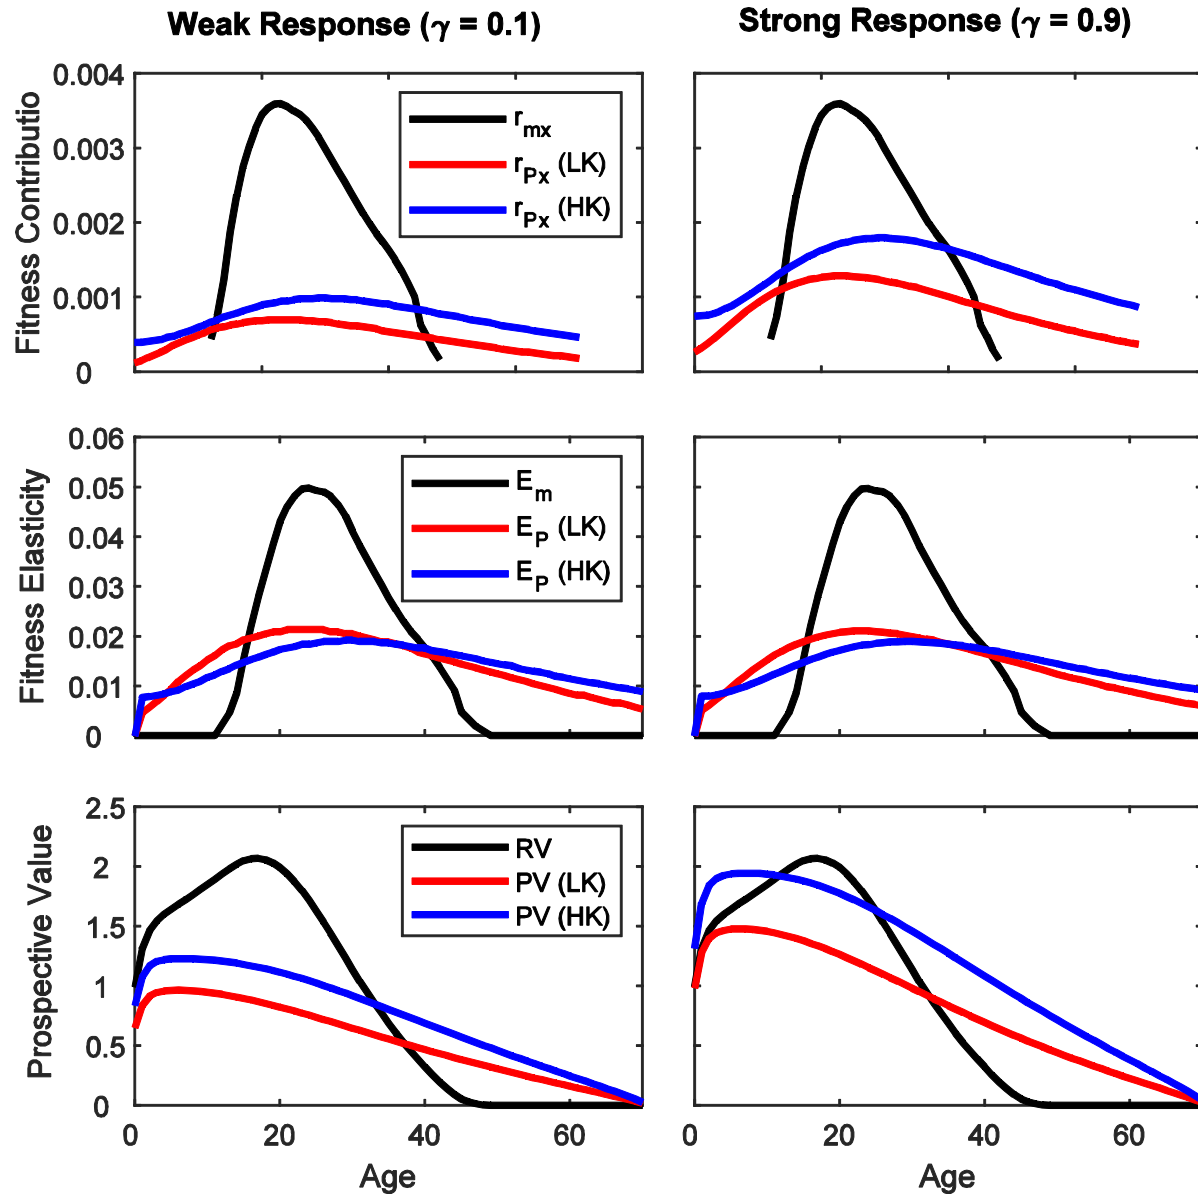 Weak Response (γ = 0.1)
Strong Response (γ = 0.9)
Fitness Contributio
0.004
0.003
0.002
0.001
0
r_mx
r_Px (LK)
r_Px (HK)
Fitness Elasticity
0.06
0.05
0.04
0.03
0.02
0.01
0
E_m
E_P (LK)
E_P (HK)
Prospective Value
2.5
2
1.5
1
0.5
0
RV
PV (LK)
PV (HK)
0 20 40 60
0 20 40 60
Age
Age